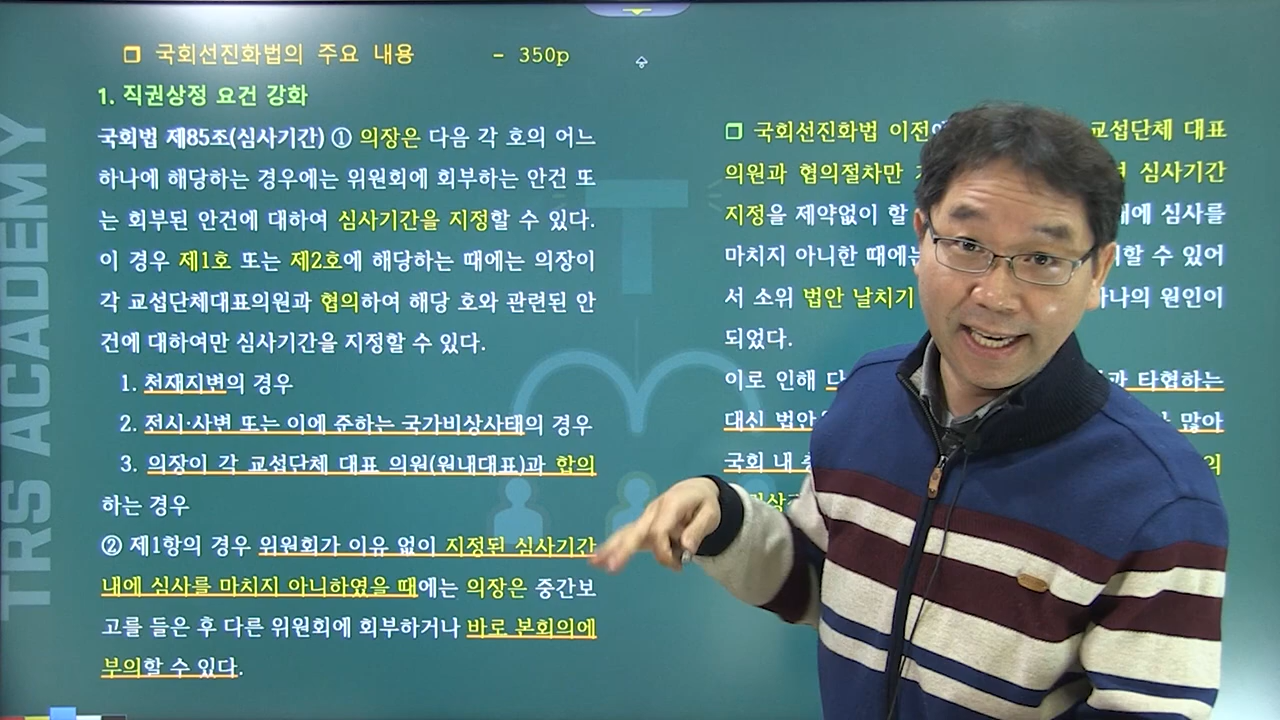 ❒ 국회선진화법의 주요 내용 - 350p
1. 직권상정 요건 강화
국회법 제85조(심사기간) ① 의장은 다음 각 호의 어느
하나에 해당하는 경우에는 위원회에 회부하는 안건 또
는 회부된 안건에 대하여 심사기간을 지정할 수 있다.
이 경우 제1호 또는 제2호에 해당하는 때에는 의장이
각 교섭단체대표의원과 협의하여 해당 호와 관련된 안
건에 대하여만 심사기간을 지정할 수 있다.
1. 천재지변의 경우
2. 전시·사변 또는 이에 준하는 국가비상사태의 경우
3. 의장이 각 교섭단체 대표 의원(원내대표)과 합의
하는 경우
② 제1항의 경우 위원회가 이유 없이 지정된 심사기간
내에 심사를 마치지 아니하였을 때에는 의장은 중간보
고를 들은 후 다른 위원회에 회부하거나 바로 본회의에
부의할 수 있다.
❒ 국회선진화법 이전 교섭단체 대표
의원과 협의절차만 심사기간
지정을 제약없이 할 심사를
마치지 아니한 때에는 수 있어
서 소위 법안 날치기 원인이
되었다.
이로 인해 타협하는
대신 법안 많아
국회 내
TRS ACADEMY